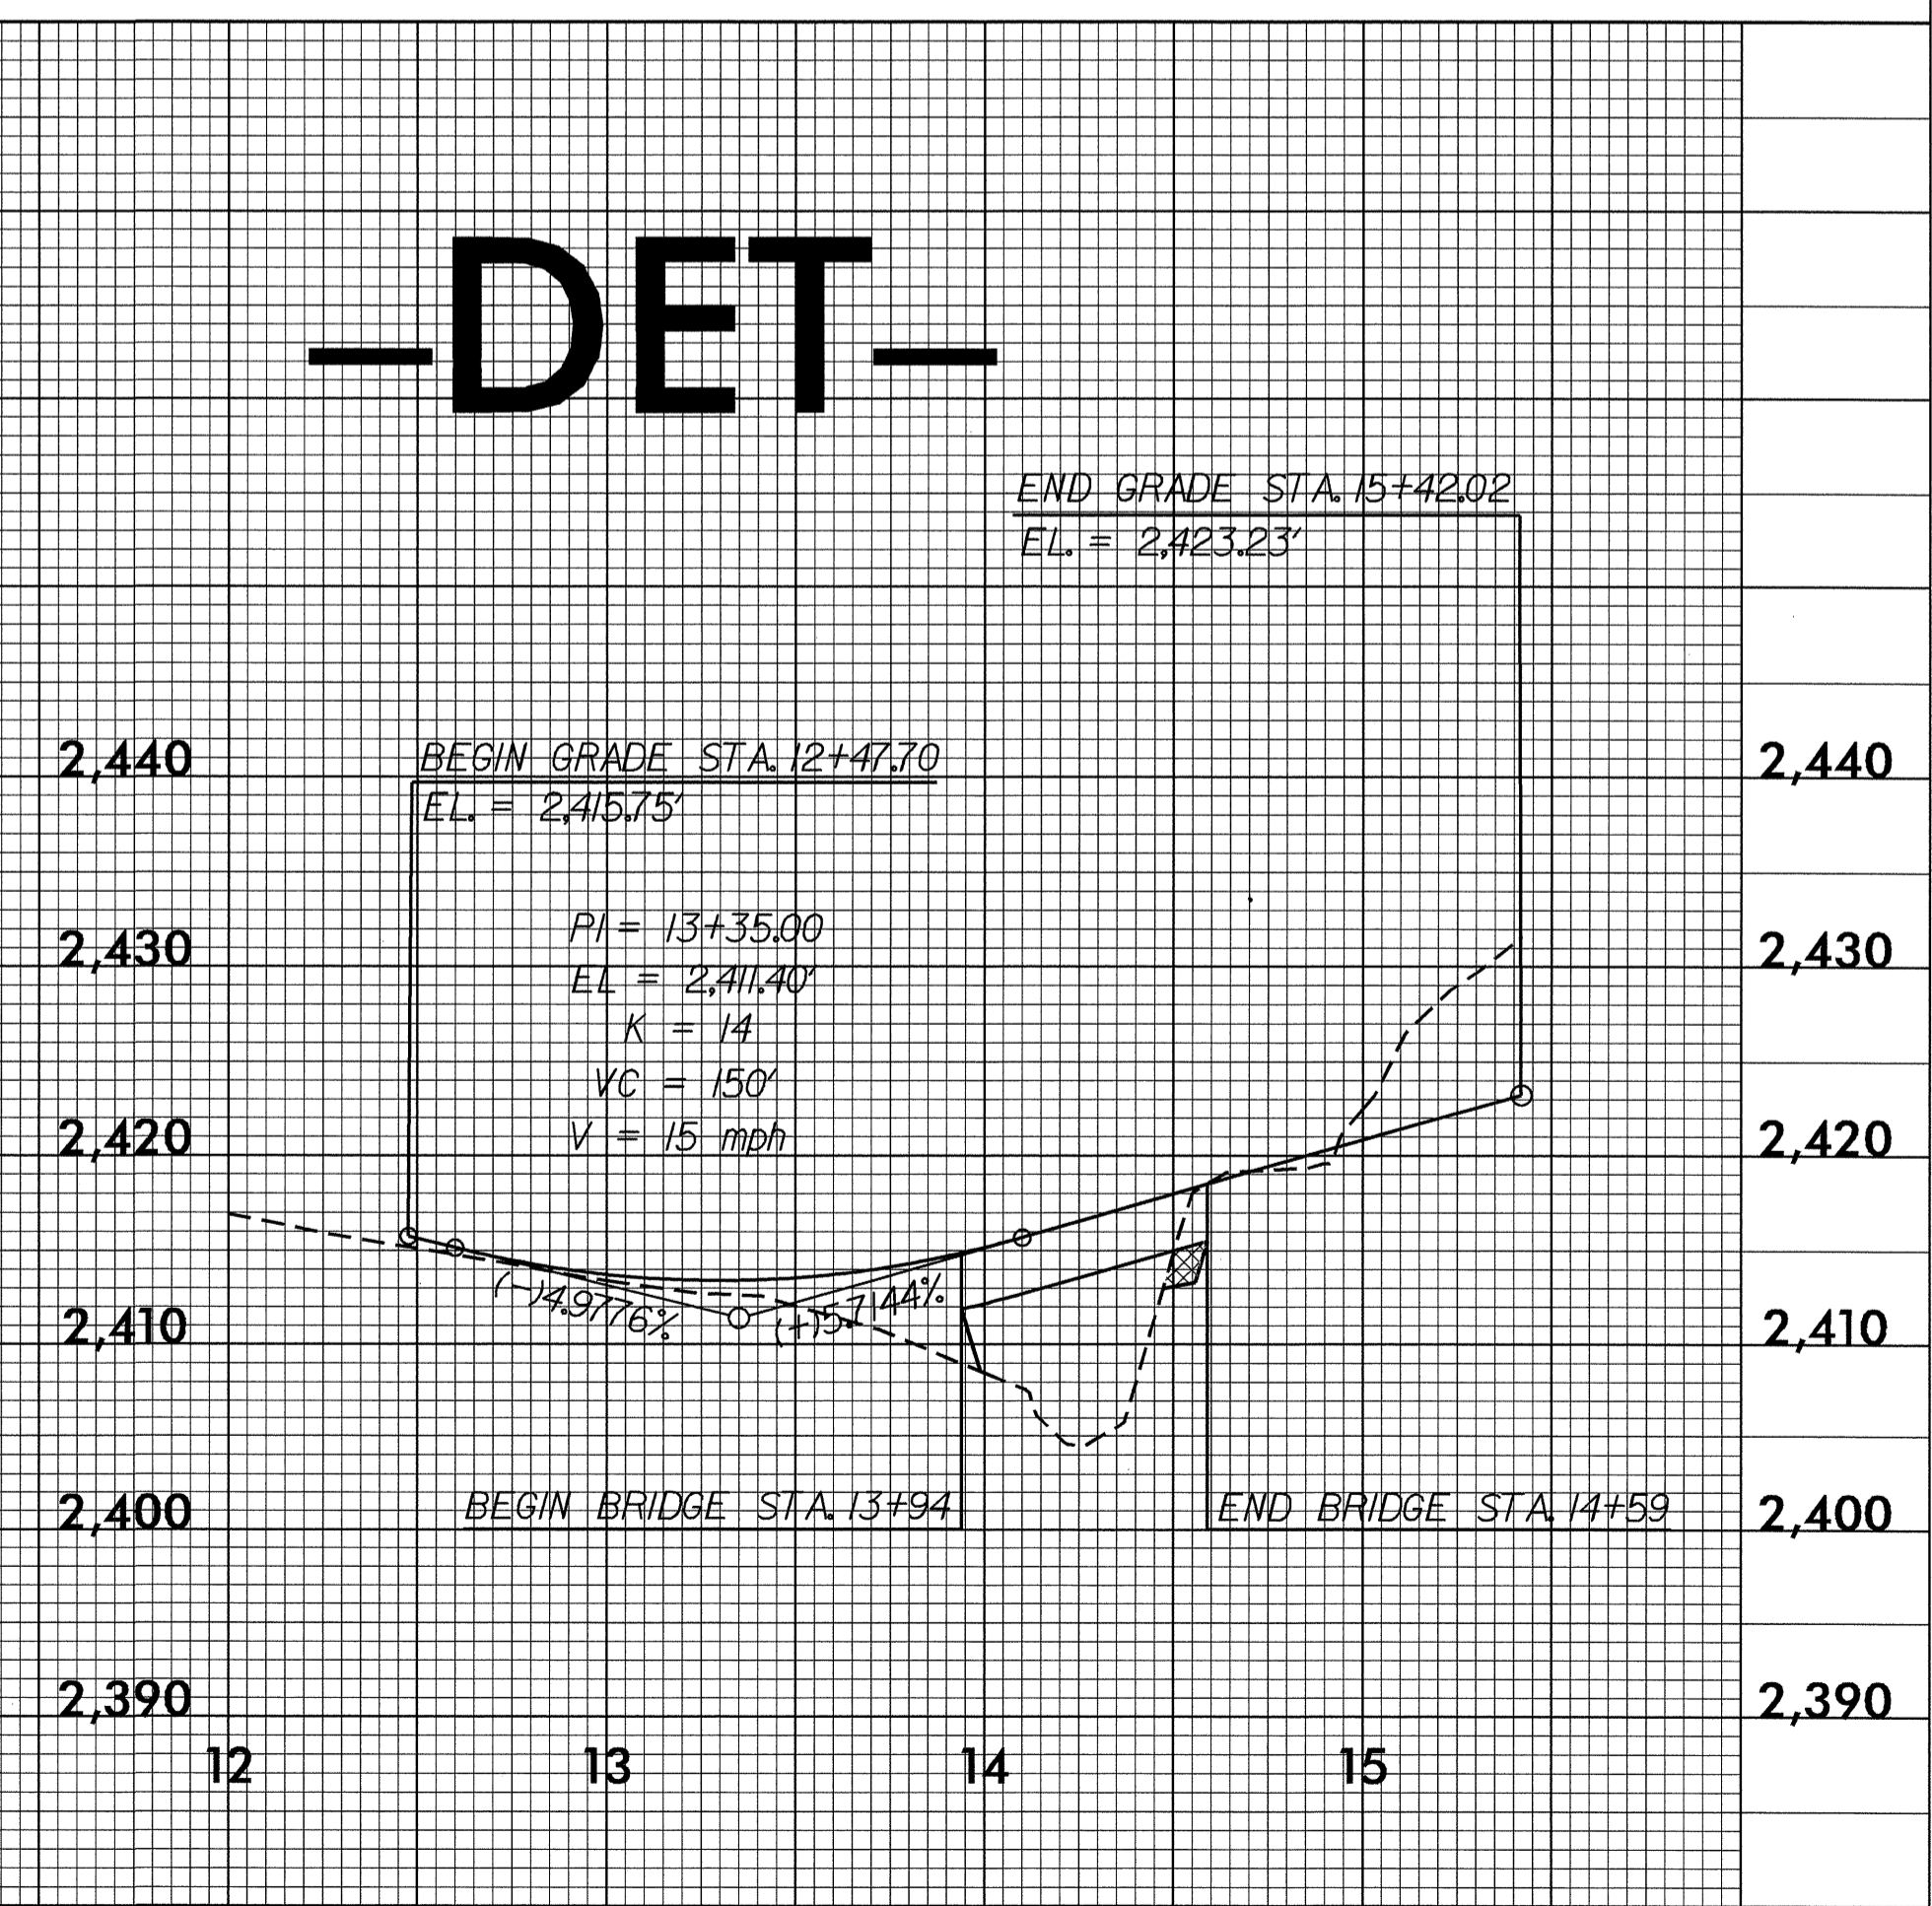 —DET—
END GRADE STA. 15+42.02
EL. = 2,423.23'
2,440
BEGIN GRADE STA. 12+47.70
2,440
EL. = 2,415.75'
PI = 13+35.00
2,430
2,430
EL = 2,411.40'
K = 14
VC = 150'
2,420
V = 15 mph
2,420
(-)4.9776%
(+)5.7144%
2,410
2,410
2,400
BEGIN BRIDGE STA. 13+94
END BRIDGE STA. 14+59
2,400
2,390
2,390
12
13
14
15